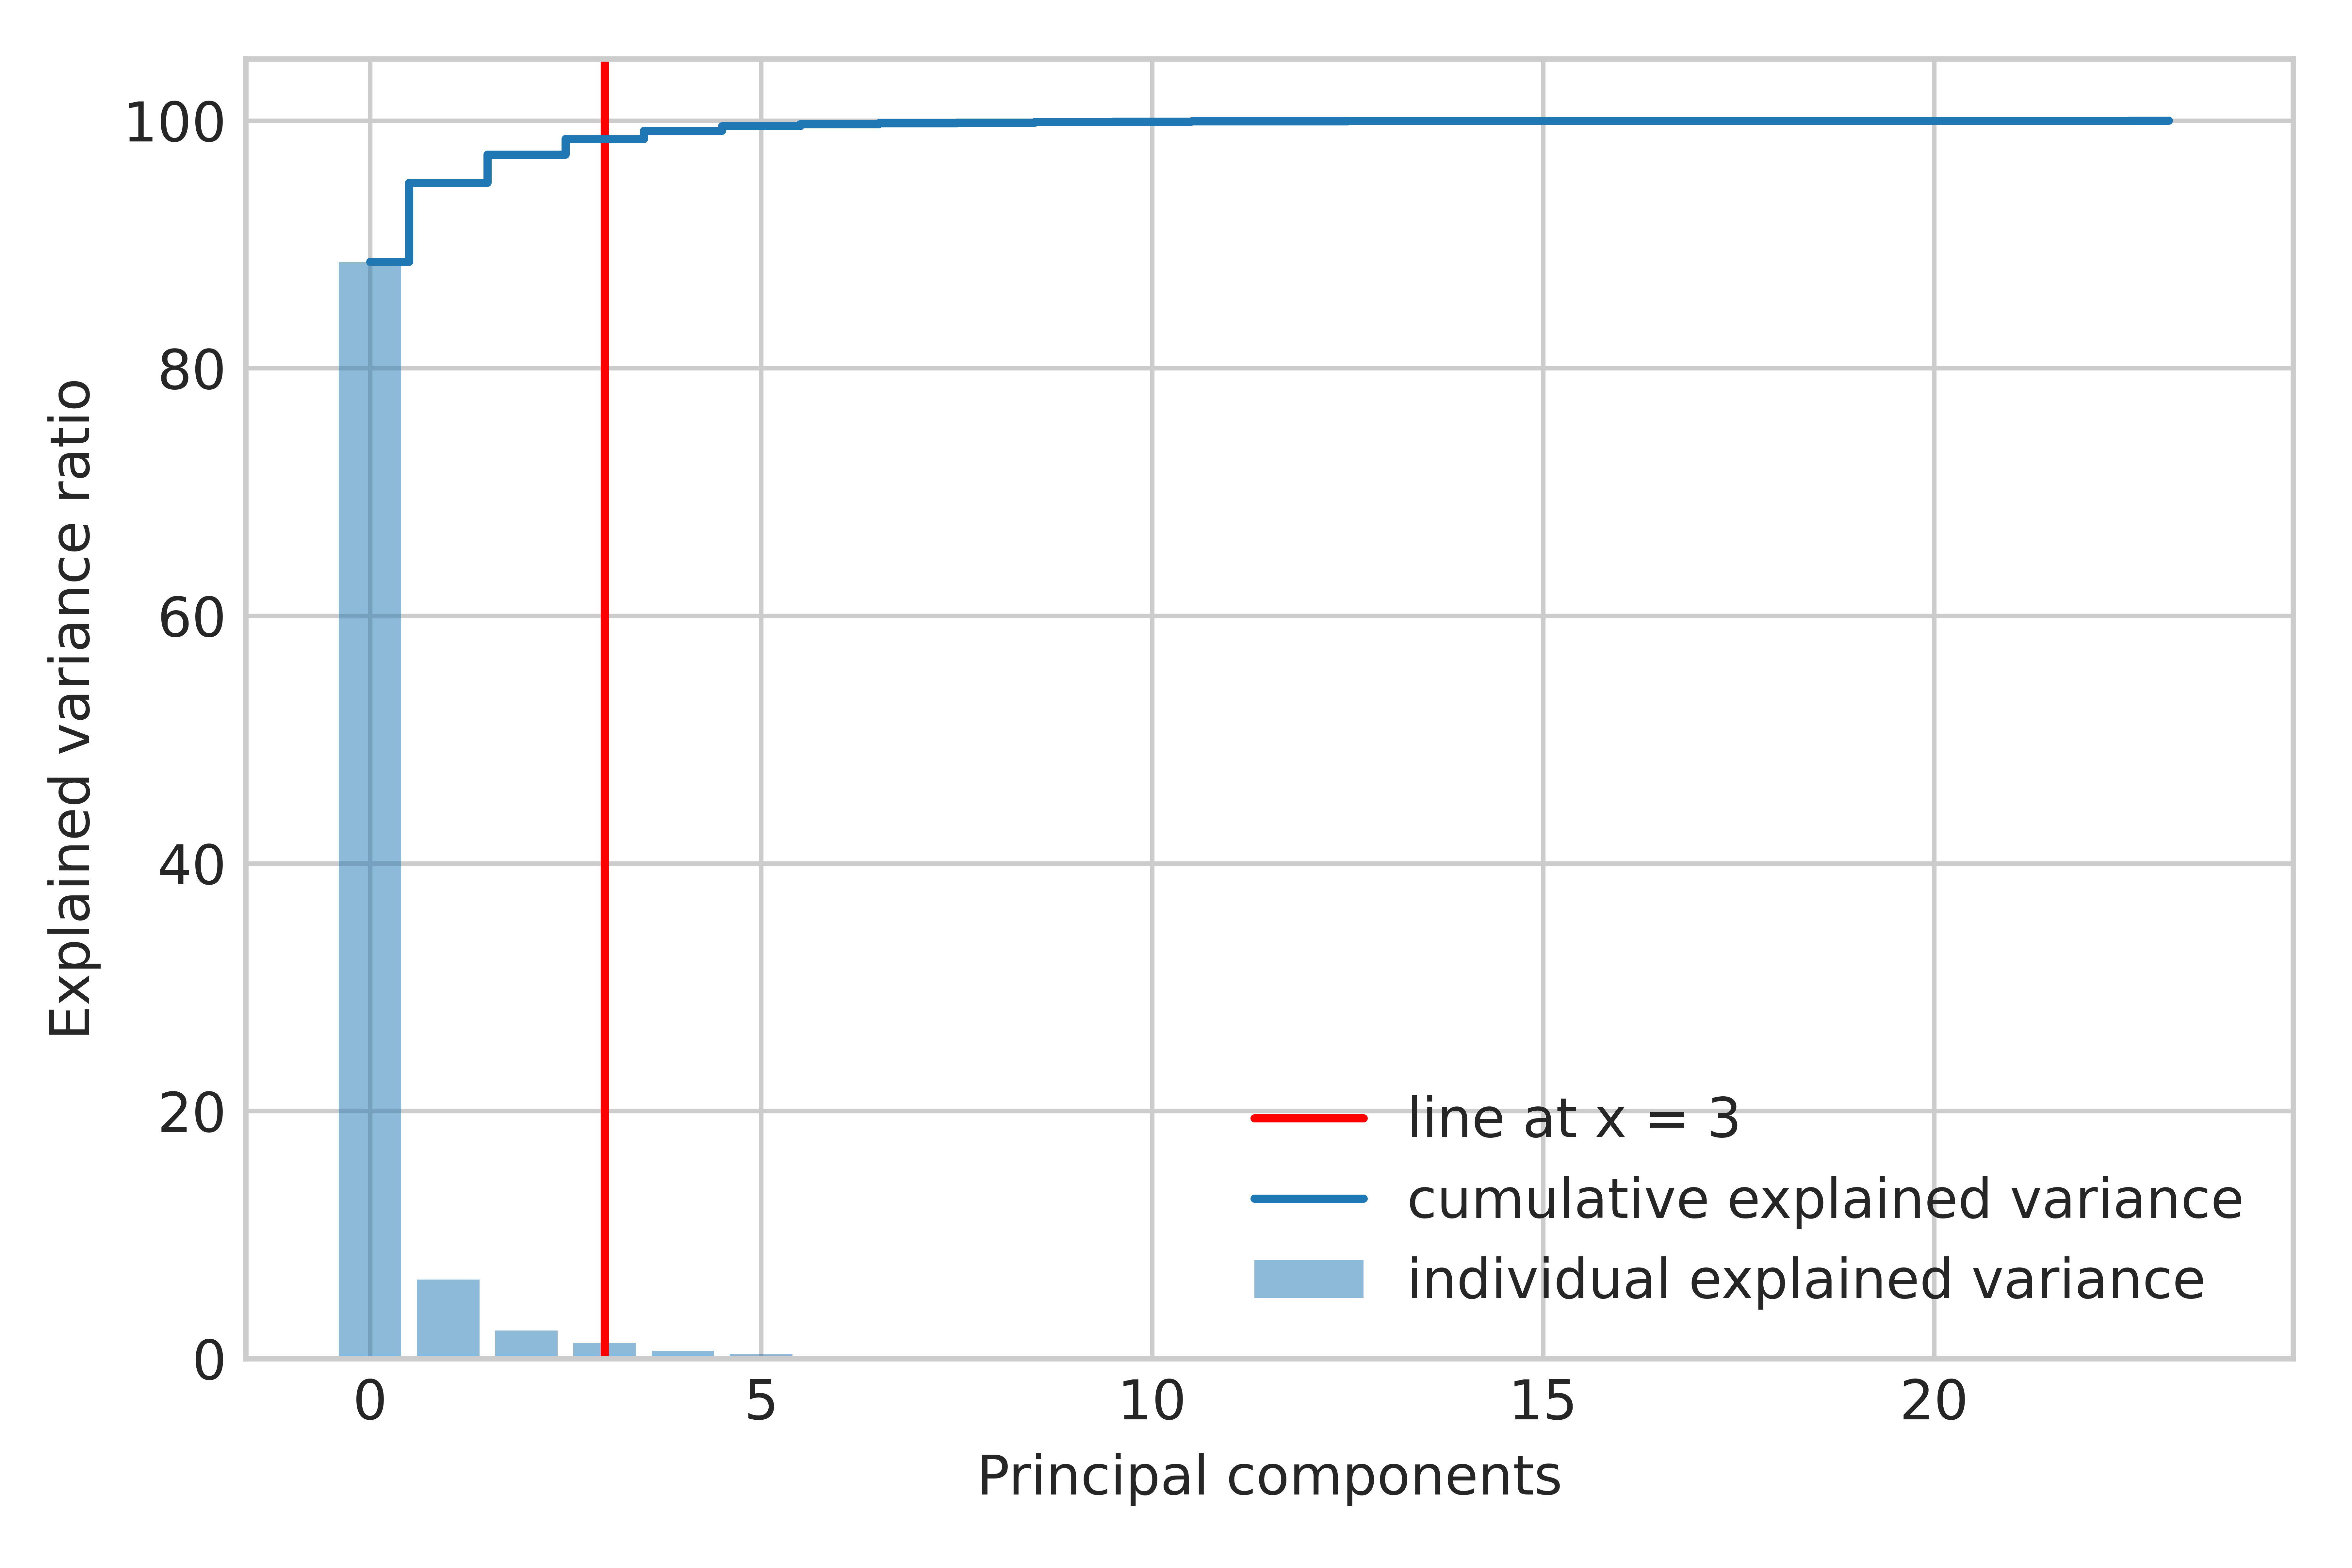 100
80
60
40
20
0
Explained variance ratio
line at x = 3
cumulative explained variance
individual explained variance
0 5 10 15 20
Principal components